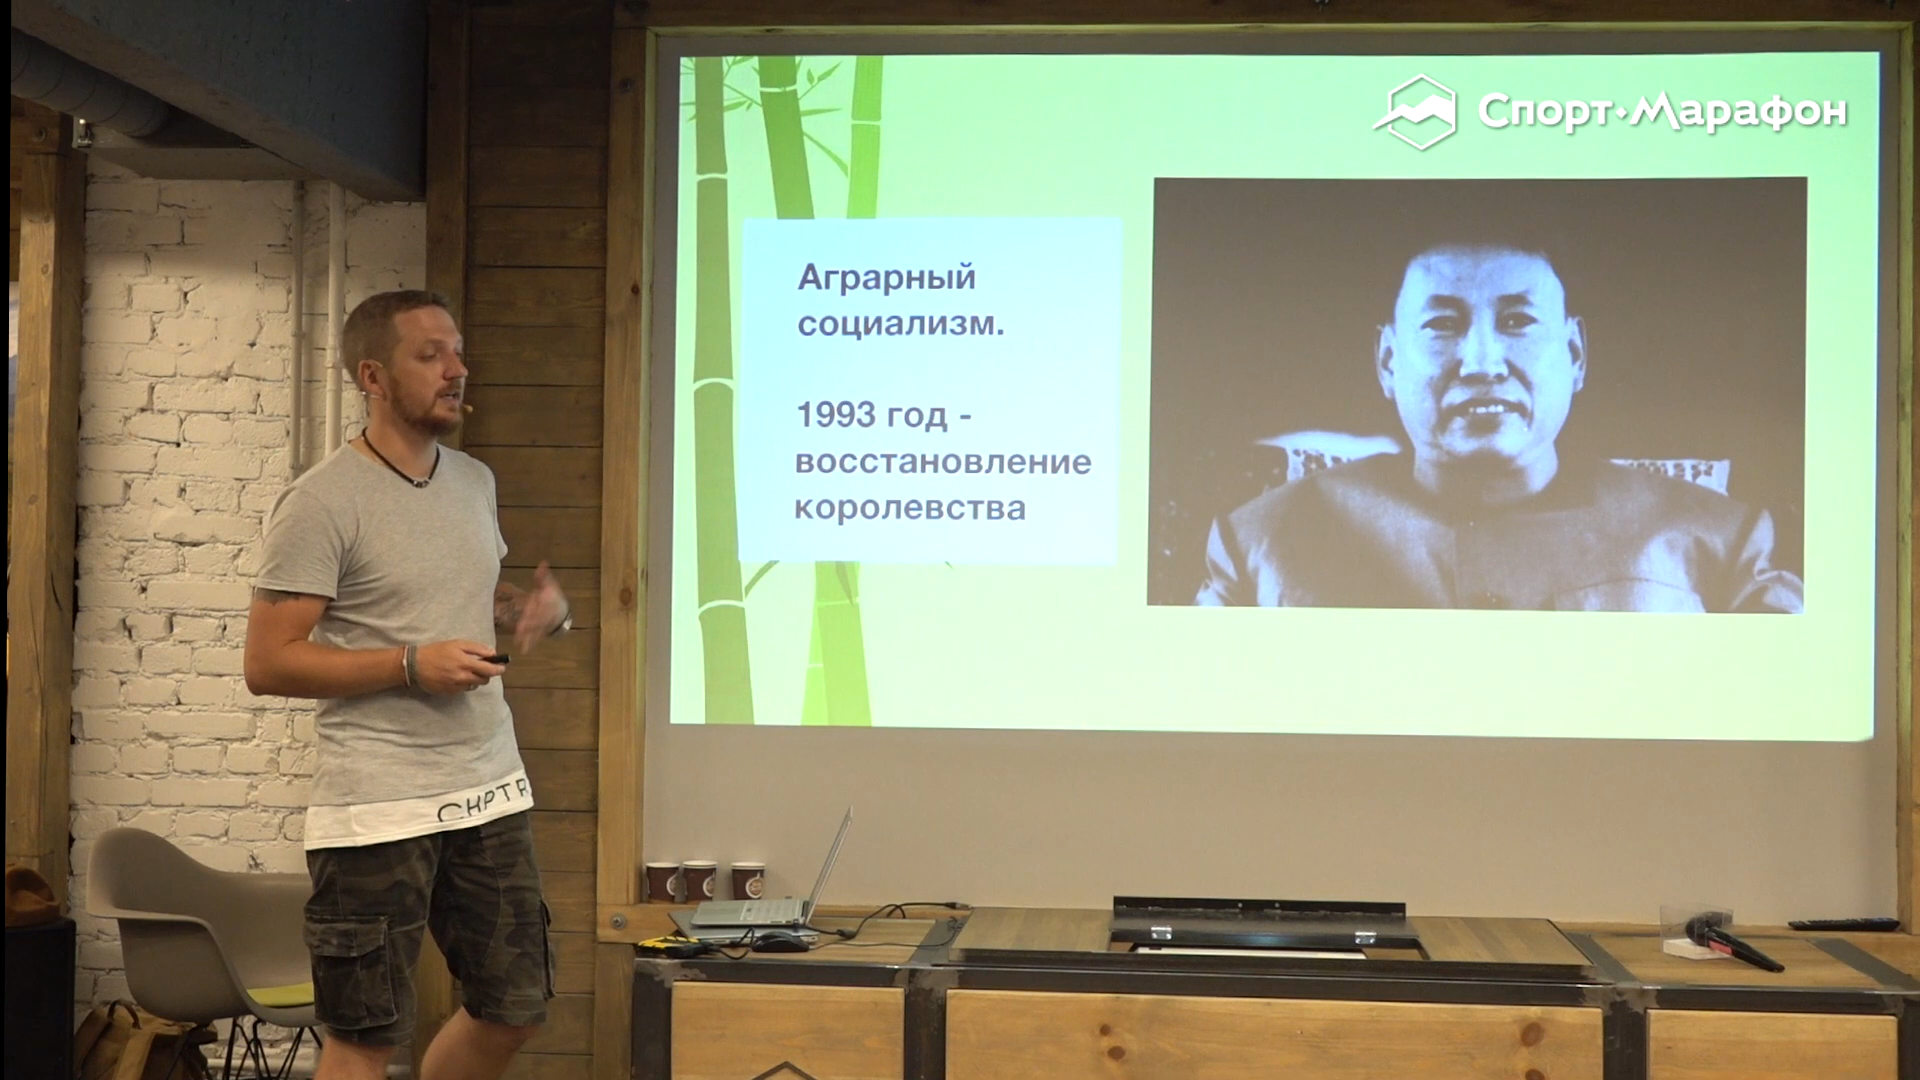 Спорт-Марафон
Аграрный
социализм.
1993 год -
восстановление
королевства
CHPTR